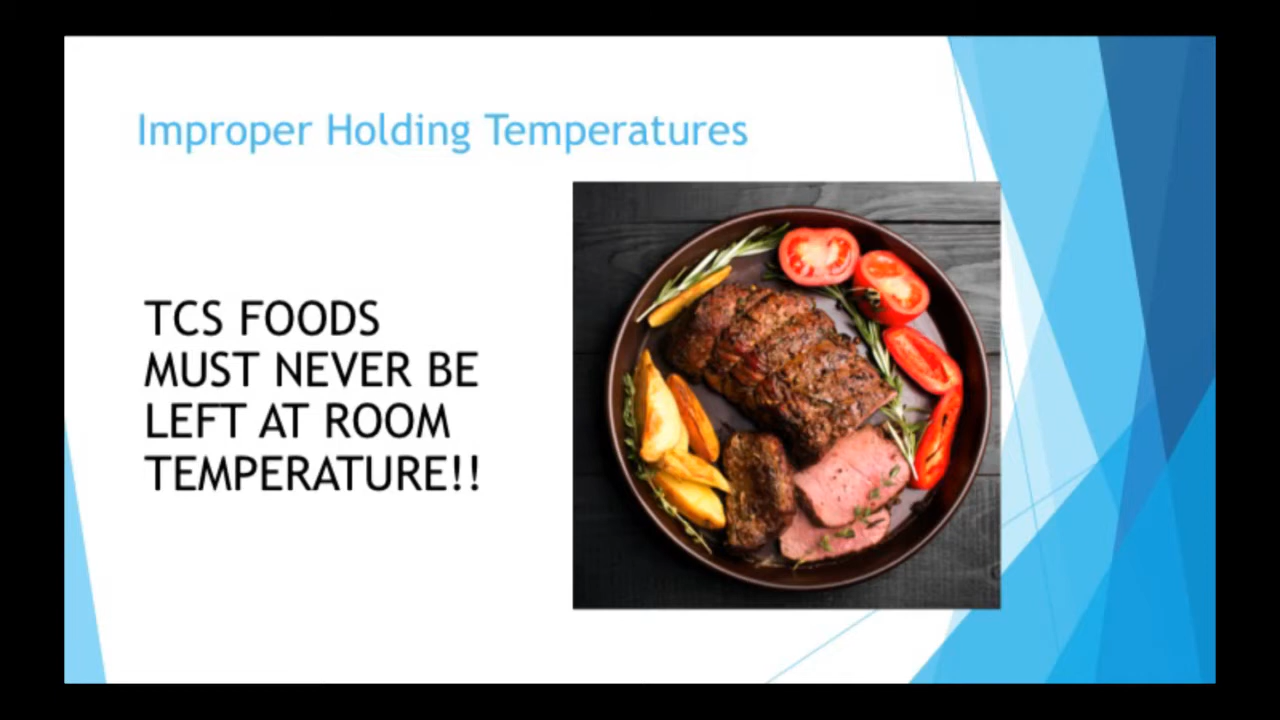 Improper Holding Temperatures
TCS FOODS
MUST NEVER BE
LEFT AT ROOM
TEMPERATURE!!